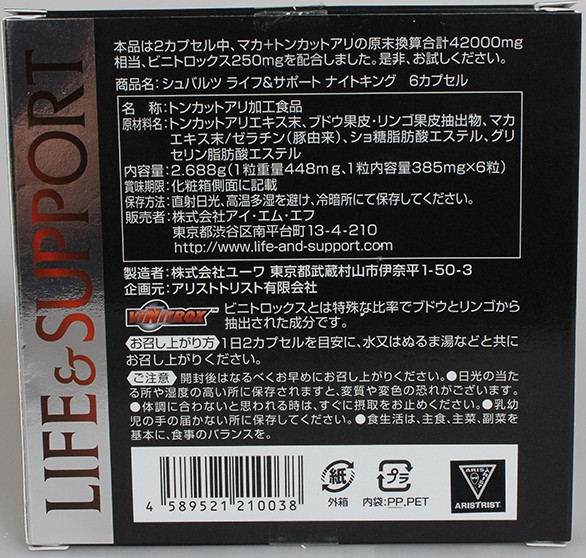 LIFE&SUPPORT
本品は2カプセル中、マカ+トンカットアリの原末換算合計42000mg
相当、ビニトロックス250mgを配合しました。是非、お試しください。
商品名:シュバルツ ライフ&サポート ナイトキング 6カプセル
名 称:トンカットアリ加工食品
原材料名:トンカットアリエキス末、ブドウ果皮・リンゴ果皮抽出物、マカ
エキス末/ゼラチン(豚由来)、ショ糖脂肪酸エステル、グリ
セリン脂肪酸エステル
内容量:2.688g(1粒重量448mg、1粒内容量385mg×6粒)
賞味期限:化粧箱側面に記載
保存方法:直射日光、高温多湿を避け、冷暗所にて保存してください。
販売者:株式会社アイ・エム・エフ
東京都渋谷区南平台町13-4-210
http://www.life-and-support.com/
製造者:株式会社ユーワ 東京都武蔵村山市伊奈平1-50-3
企画元:アリストトリスト有限会社
ViNitrox ビニトロックスとは特殊な比率でブドウとリンゴから
抽出された成分です。
お召し上がり方 1日2カプセルを目安に、水又はぬるま湯などと共に
お召し上がりください。
ご注意 開封後はなるべくお早めにお召し上がりください。●日光の当た
る所や湿度の高い所に保存されますと、変質や変色の恐れがございます。
●体調に合わないと思われる時は、すぐに摂取をお止めください。●乳幼
児の手の届かない所に保存してください。●食生活は、主食、主菜、副菜を
基本に、食事のバランスを。
4 589521 210038
紙
外箱
プラ
内袋:PP,PET
ARISTRIST